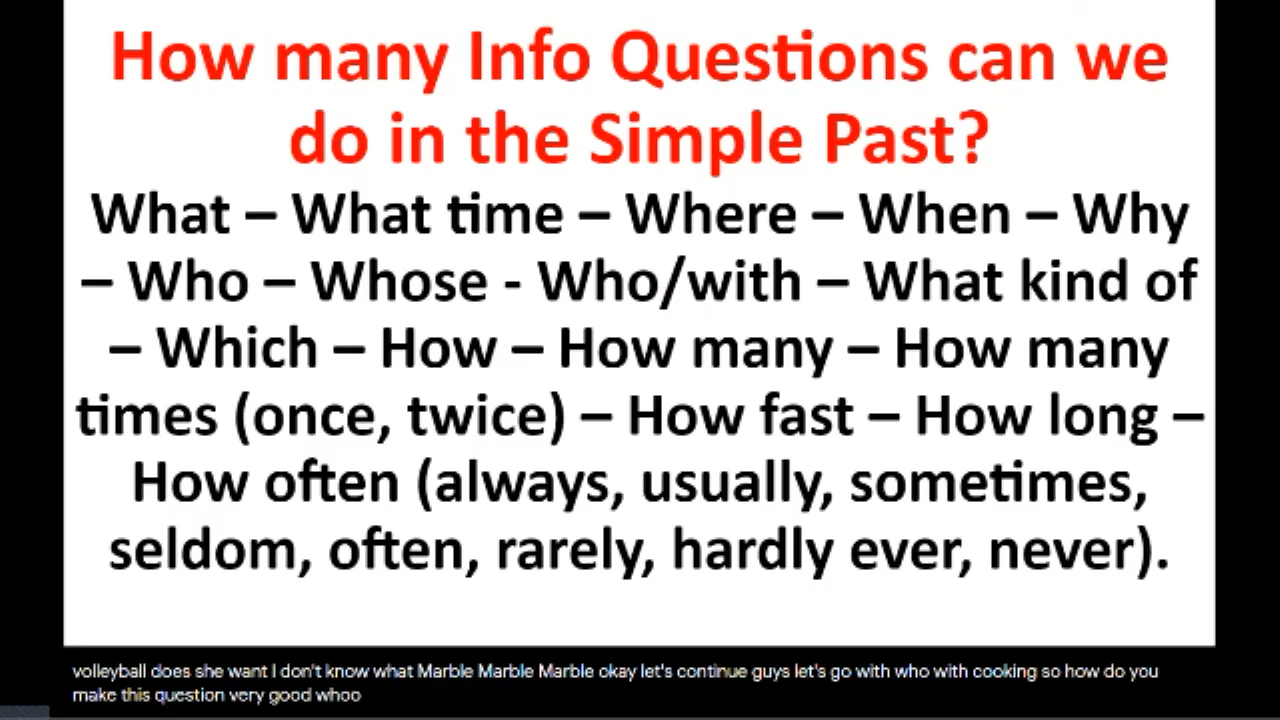 How many Info Questions can we
do in the Simple Past?
What – What time – Where – When – Why
– Who – Whose - Who/with – What kind of
– Which – How – How many – How many
times (once, twice) – How fast – How long –
How often (always, usually, sometimes,
seldom, often, rarely, hardly ever, never).
volleyball does she want I don't know what Marble Marble Marble okay let's continue guys let's go with who with cooking so how do you
make this question very good whoo